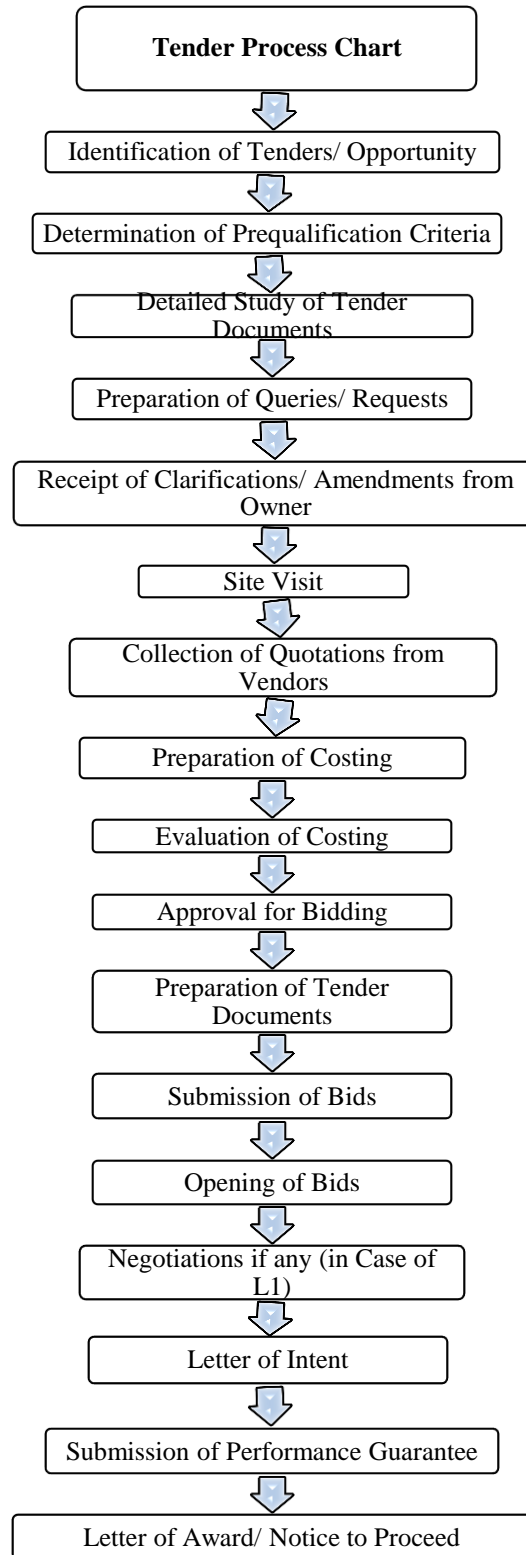 Tender Process Chart
Identification of Tenders/ Opportunity
Determination of Prequalification Criteria
Detailed Study of Tender
Documents
Preparation of Queries/ Requests
Receipt of Clarifications/ Amendments from
Owner
Site Visit
Collection of Quotations from
Vendors
Preparation of Costing
Evaluation of Costing
Approval for Bidding
Preparation of Tender
Documents
Submission of Bids
Opening of Bids
Negotiations if any (in Case of
L1)
Letter of Intent
Submission of Performance Guarantee
Letter of Award/ Notice to Proceed